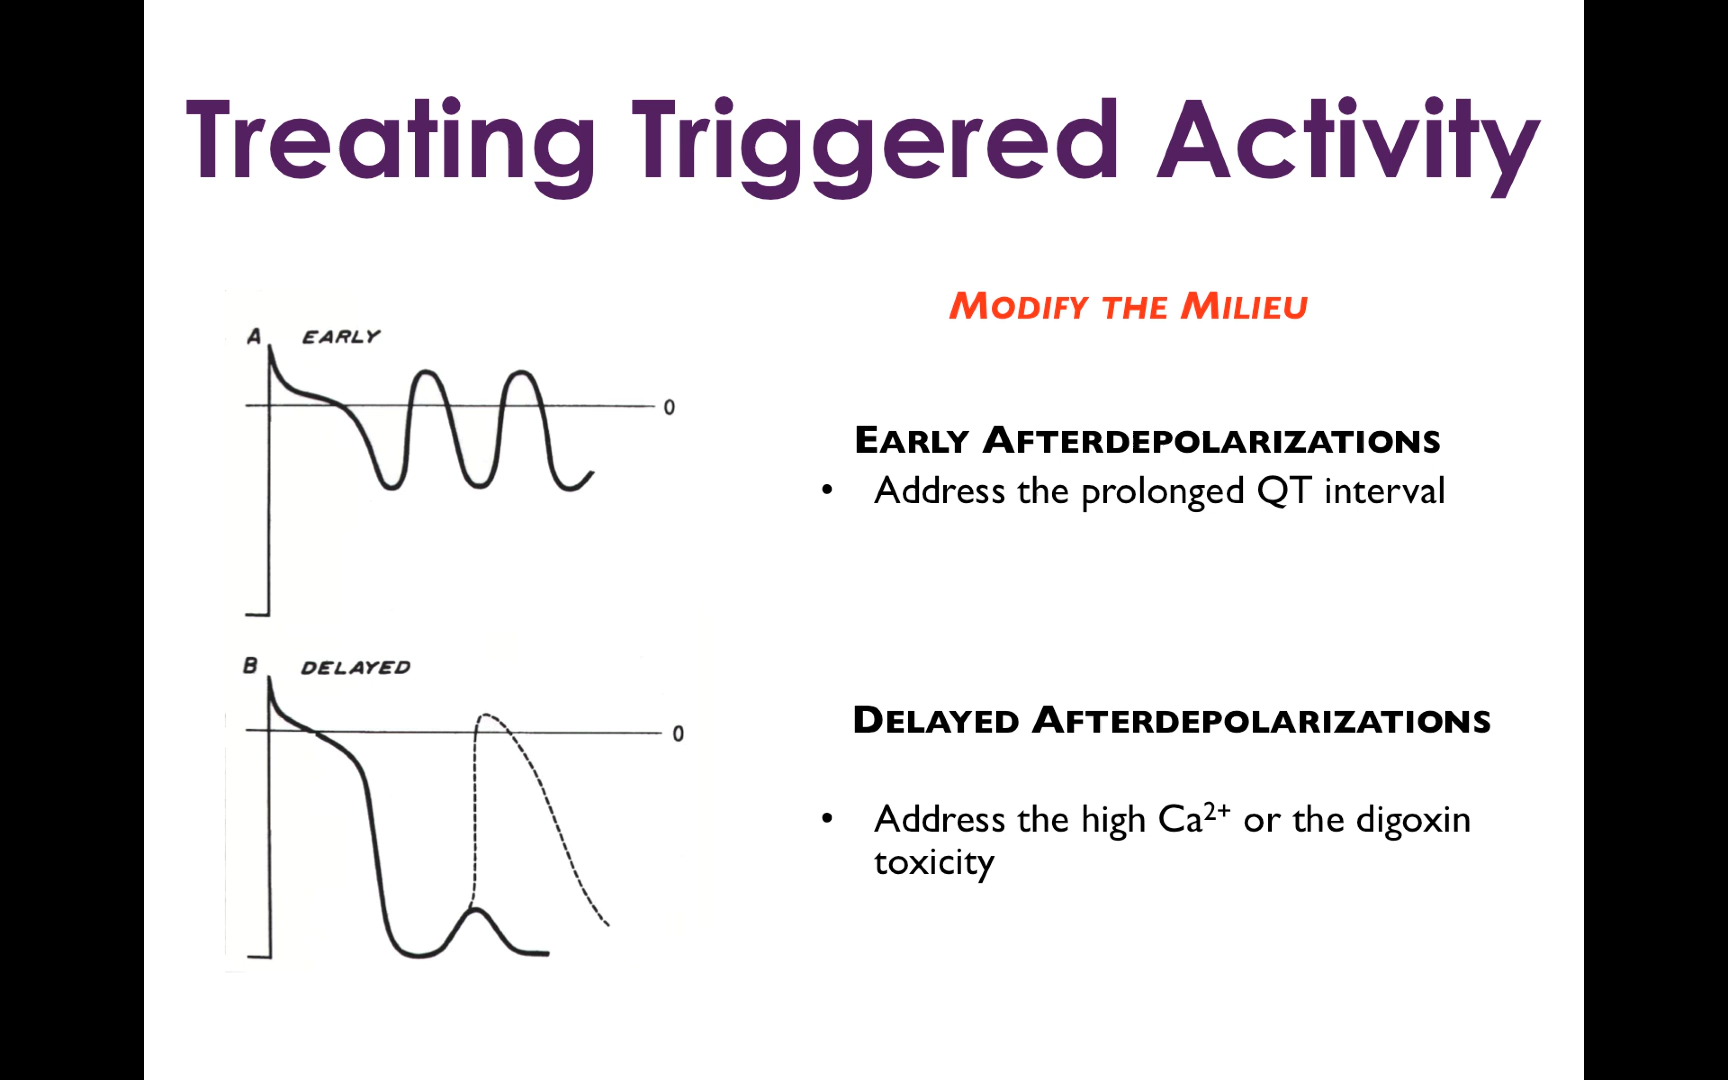 Treating Triggered Activity
MODIFY THE MILIEU
A EARLY
0
EARLY AFTERDEPOLARIZATIONS
• Address the prolonged QT interval
B DELAYED
0
DELAYED AFTERDEPOLARIZATIONS
• Address the high Ca²⁺ or the digoxin
toxicity